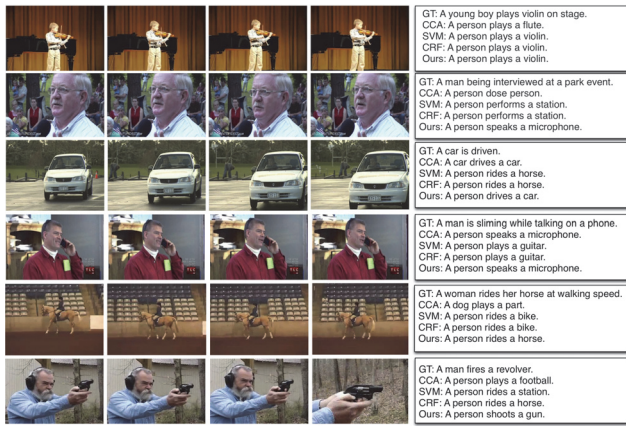 GT: A young boy plays violin on stage.
CCA: A person plays a flute.
SVM: A person plays a violin.
CRF: A person plays a violin.
Ours: A person plays a violin.
GT: A man being interviewed at a park event.
CCA: A person dose person.
SVM: A person performs a station.
CRF: A person performs a station.
Ours: A person speaks a microphone.
GT: A car is driven.
CCA: A car drives a car.
SVM: A person rides a horse.
CRF: A person rides a horse.
Ours: A person drives a car.
GT: A man is sliming while talking on a phone.
CCA: A person speaks a microphone.
SVM: A person plays a guitar.
CRF: A person plays a guitar.
Ours: A person speaks a microphone.
GT: A woman rides her horse at walking speed.
CCA: A dog plays a part.
SVM: A person rides a bike.
CRF: A person rides a bike.
Ours: A person rides a horse.
GT: A man fires a revolver.
CCA: A person plays a football.
SVM: A person rides a station.
CRF: A person rides a horse.
Ours: A person shoots a gun.